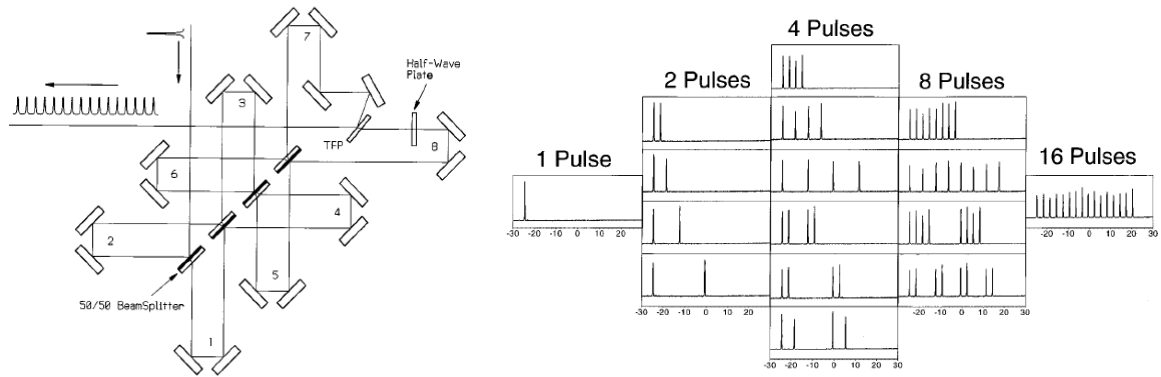 7
Half-Wave
Plate
3
TFP
8
6
4
2
5
50/50 BeamSplitter
1
4 Pulses
2 Pulses
8 Pulses
1 Pulse
16 Pulses
-30 -20 -10 0 10 20
-30 -20 -10 0 10 20
-30 -20 -10 0 10 20 30
-20 -10 0 10 20 30
-30 -20 -10 0 10 20 30